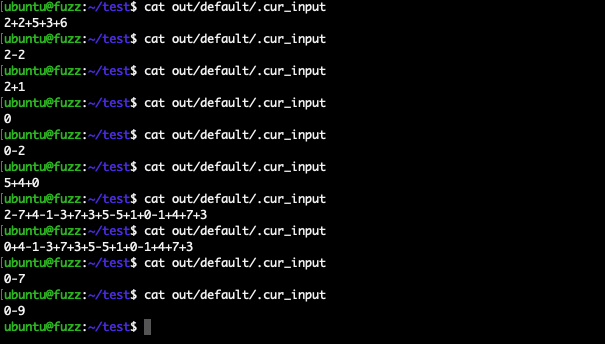 [ubuntu@fuzz:~/test$ cat out/default/.cur_input
2+2+5+3+6
[ubuntu@fuzz:~/test$ cat out/default/.cur_input
2-2
[ubuntu@fuzz:~/test$ cat out/default/.cur_input
2+1
[ubuntu@fuzz:~/test$ cat out/default/.cur_input
0
[ubuntu@fuzz:~/test$ cat out/default/.cur_input
0-2
[ubuntu@fuzz:~/test$ cat out/default/.cur_input
5+4+0
[ubuntu@fuzz:~/test$ cat out/default/.cur_input
2-7+4-1-3+7+3+5-5+1+0-1+4+7+3
[ubuntu@fuzz:~/test$ cat out/default/.cur_input
0+4-1-3+7+3+5-5+1+0-1+4+7+3
[ubuntu@fuzz:~/test$ cat out/default/.cur_input
0-7
[ubuntu@fuzz:~/test$ cat out/default/.cur_input
0-9
ubuntu@fuzz:~/test$